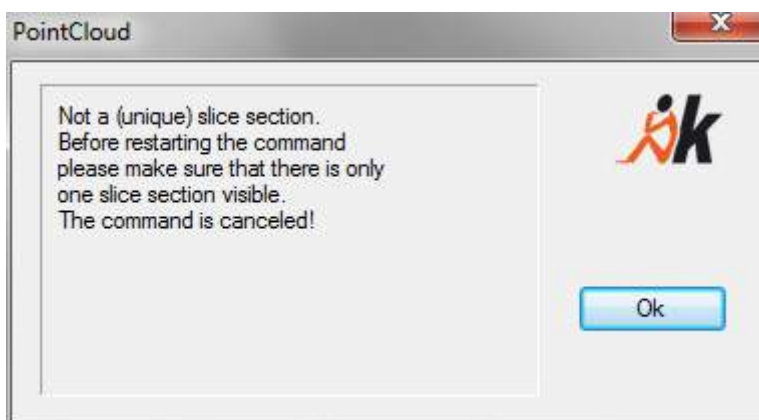 PointCloud
Not a (unique) slice section.
Before restarting the command
please make sure that there is only
one slice section visible.
The command is canceled!
k
Ok